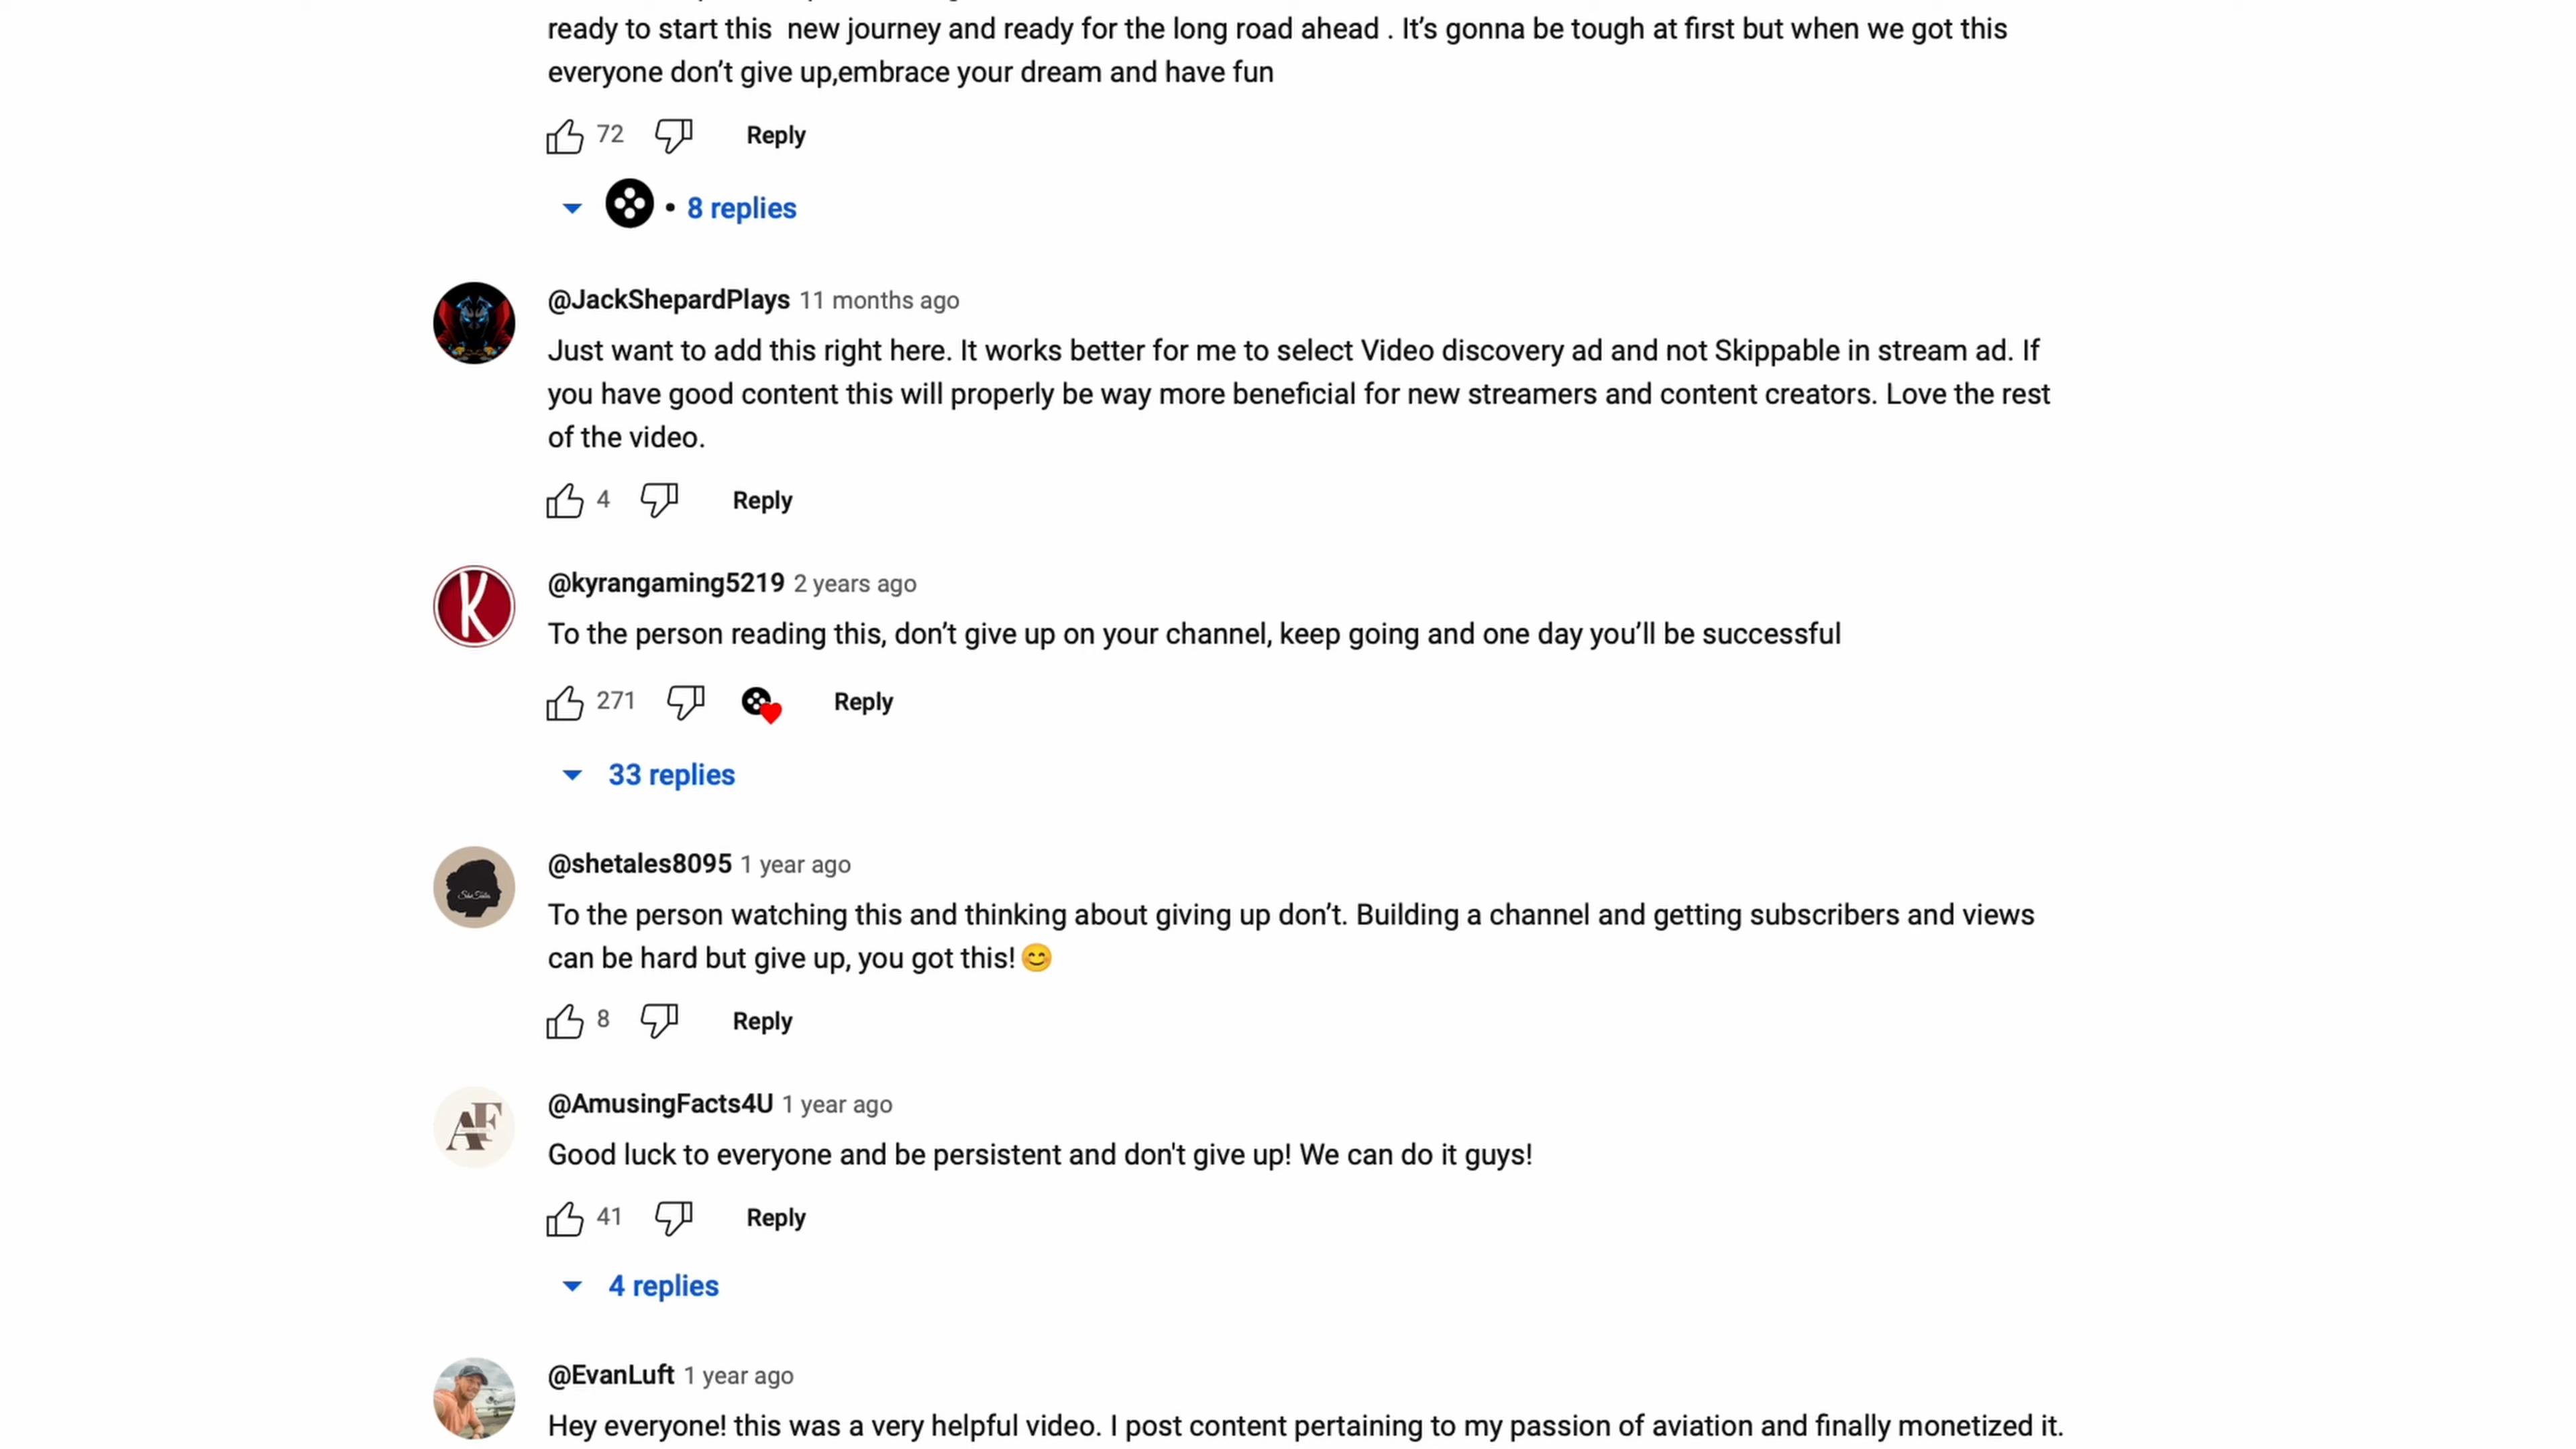 ready to start this  new journey and ready for the long road ahead . It’s gonna be tough at first but when we got this
everyone don’t give up,embrace your dream and have fun
72 Reply
• 8 replies
@JackShepardPlays 11 months ago
Just want to add this right here. It works better for me to select Video discovery ad and not Skippable in stream ad. If
you have good content this will properly be way more beneficial for new streamers and content creators. Love the rest
of the video.
4 Reply
K
@kyrangaming5219 2 years ago
To the person reading this, don’t give up on your channel, keep going and one day you’ll be successful
271 Reply
33 replies
@shetales8095 1 year ago
To the person watching this and thinking about giving up don’t. Building a channel and getting subscribers and views
can be hard but give up, you got this!😊
8 Reply
AF
@AmusingFacts4U 1 year ago
Good luck to everyone and be persistent and don't give up! We can do it guys!
41 Reply
4 replies
@EvanLuft 1 year ago
Hey everyone! this was a very helpful video. I post content pertaining to my passion of aviation and finally monetized it.